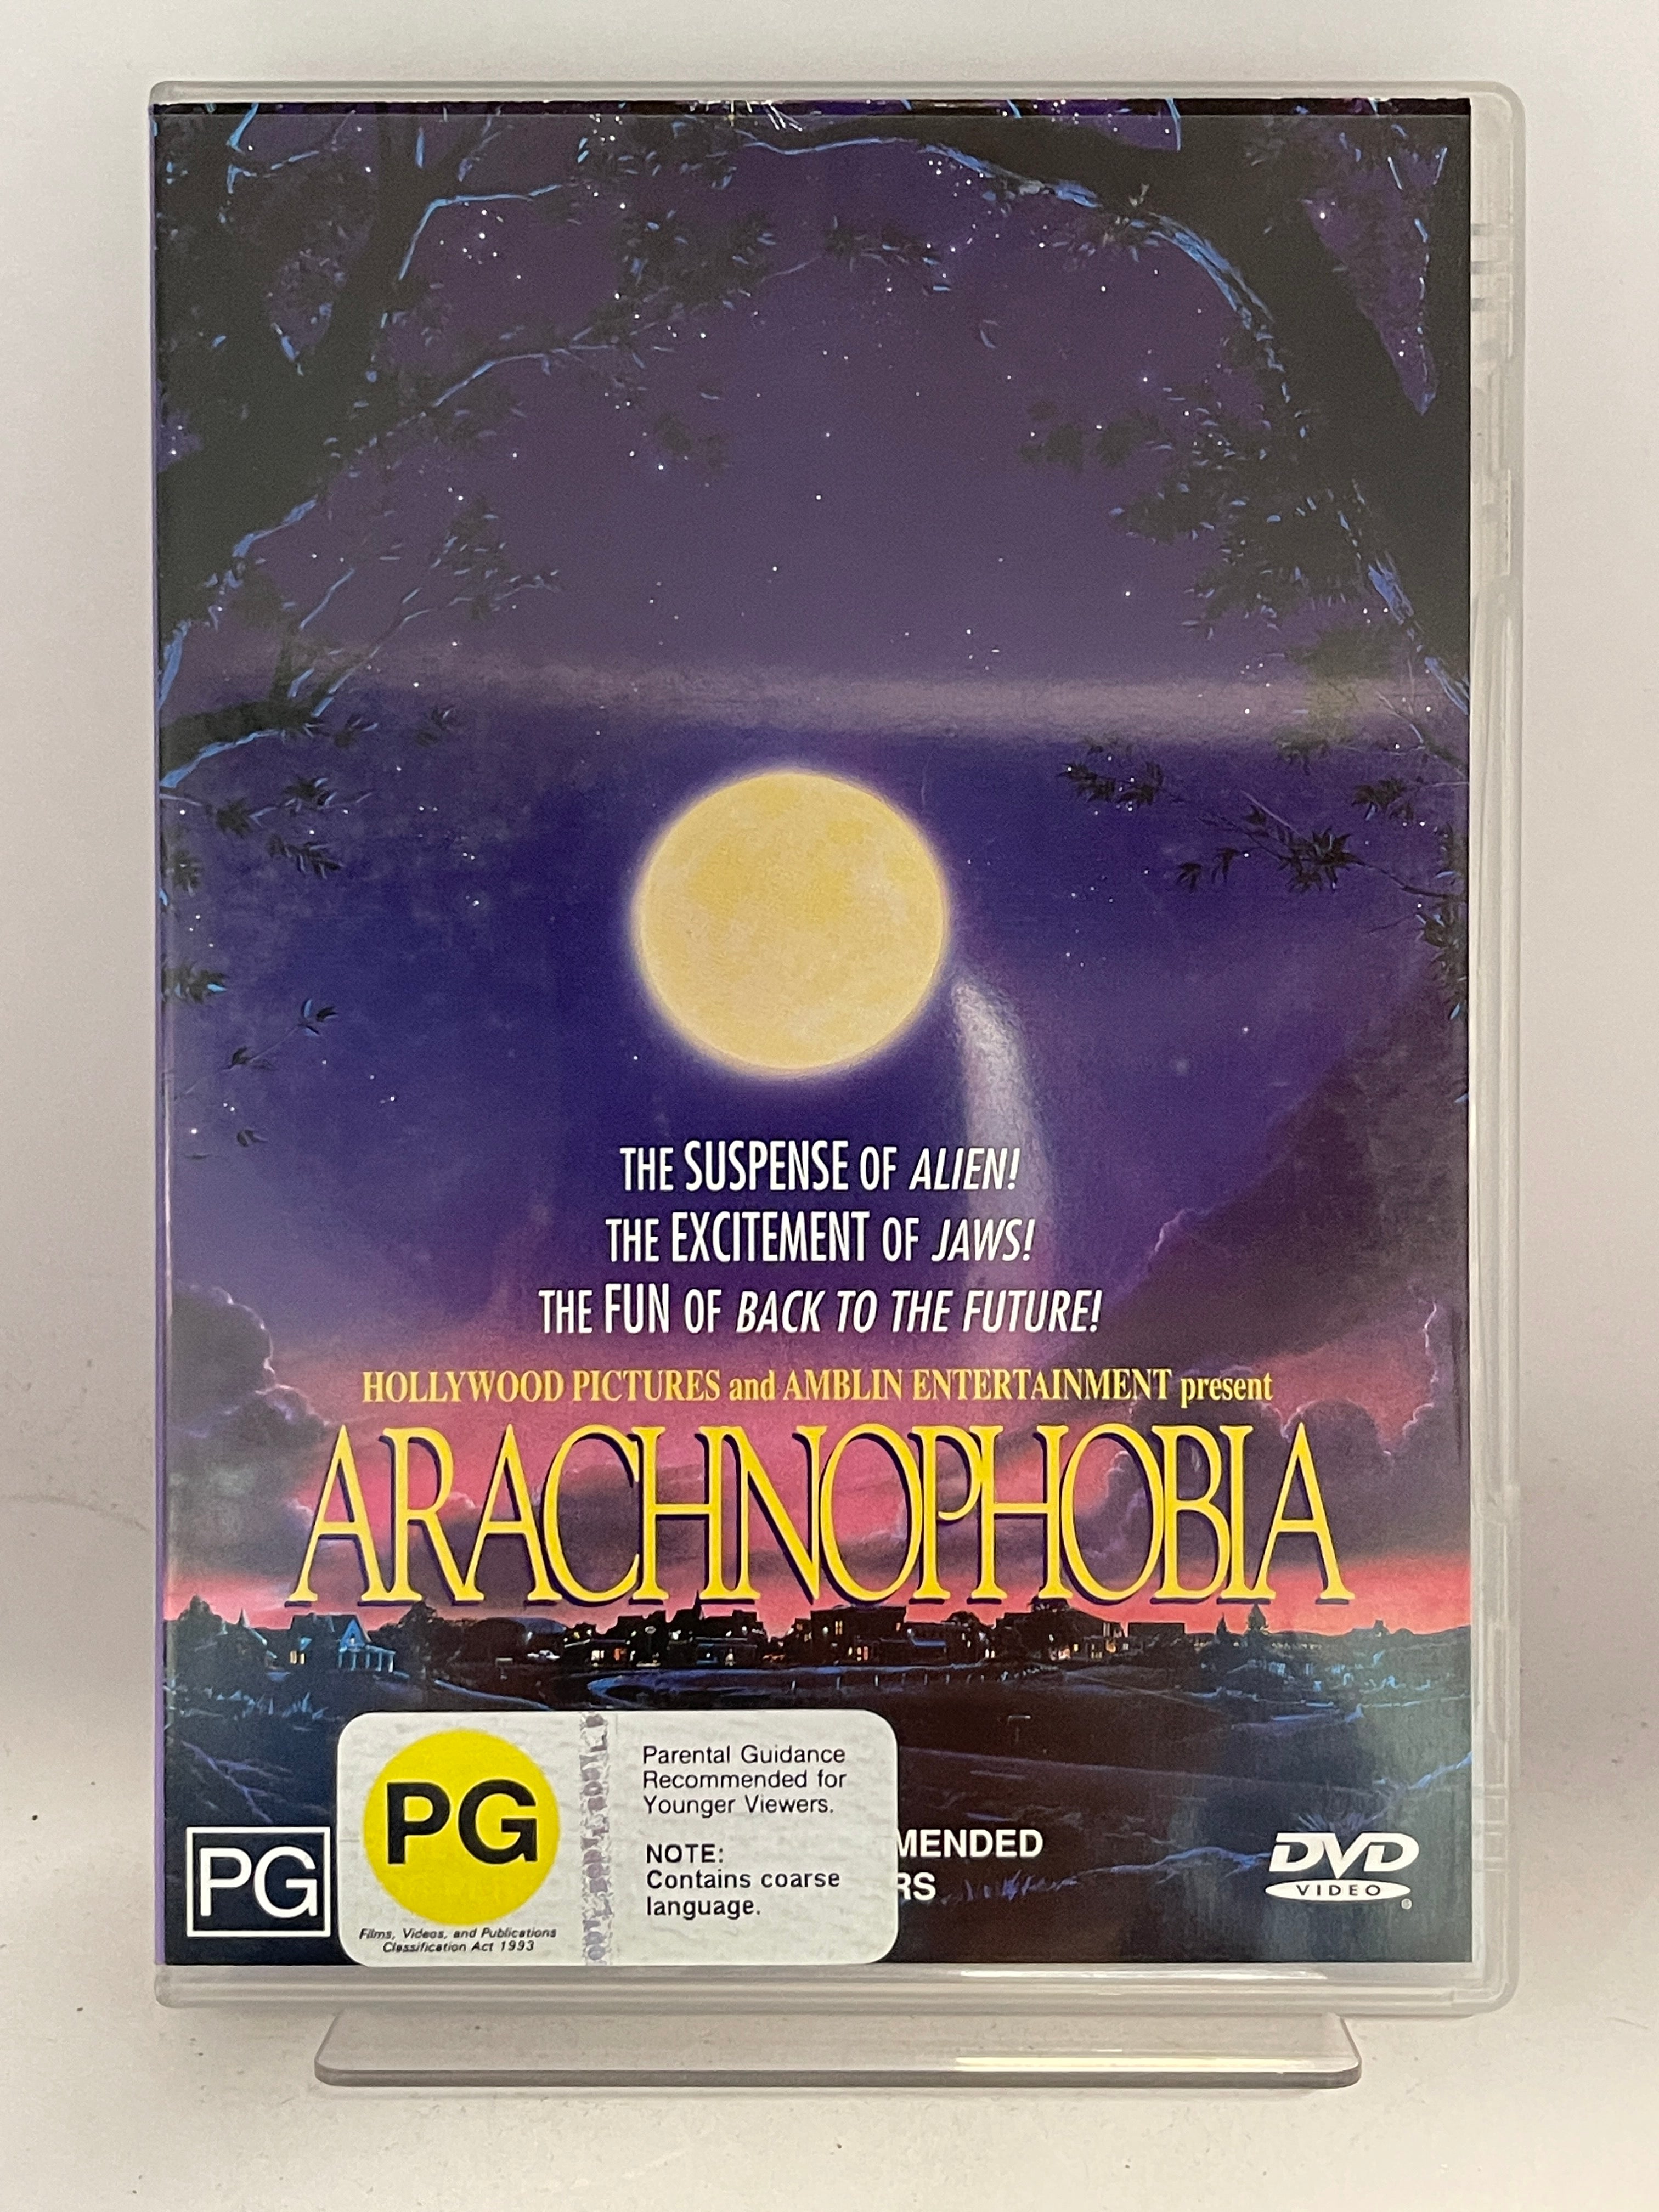 THE SUSPENSE OF ALIEN!
THE EXCITEMENT OF JAWS!
THE FUN OF BACK TO THE FUTURE!
HOLLYWOOD PICTURES and AMBLIN ENTERTAINMENT present
ARACHNOPHOBIA
PG
PG
Films, Videos, and Publications
Classification Act 1993
Parental Guidance
Recommended for
Younger Viewers.
NOTE:
Contains coarse
language.
MENDED
RS
DVD
VIDEO